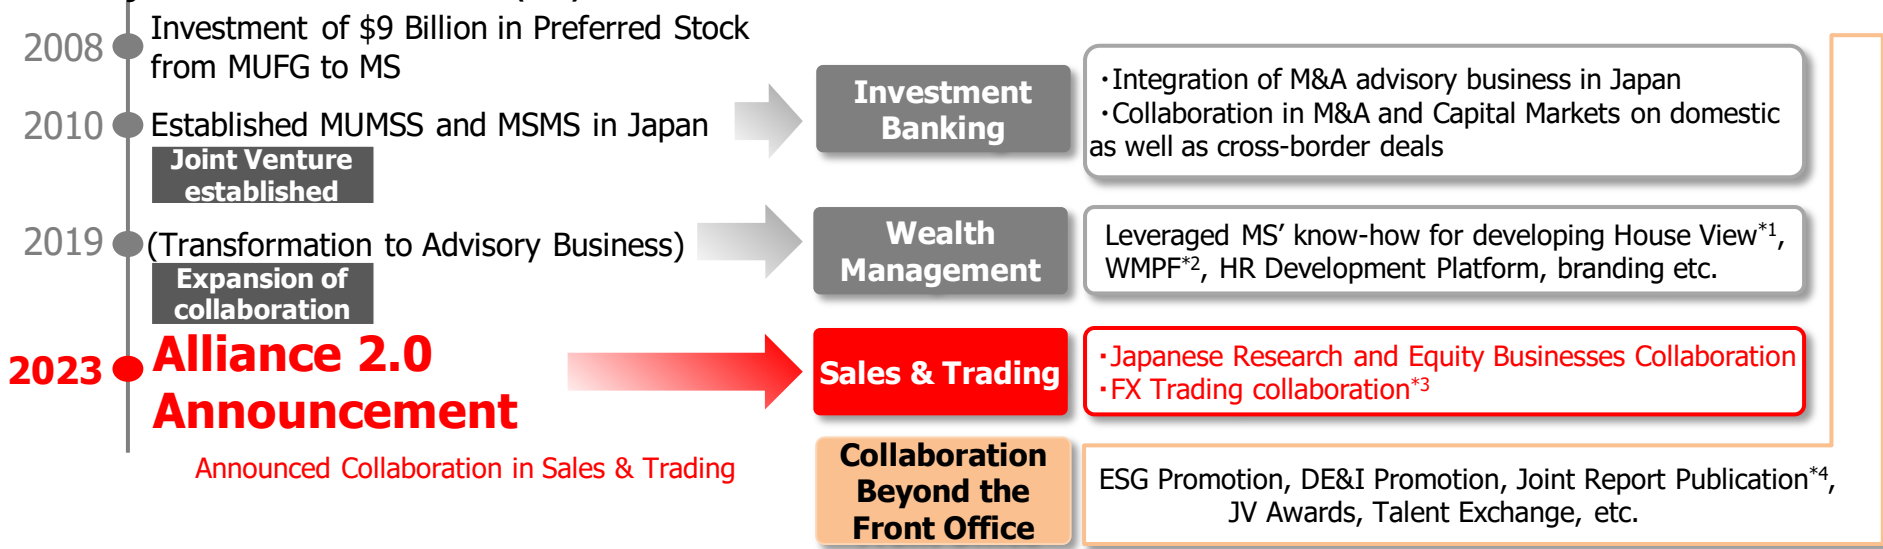 2008
Investment of $9 Billion in Preferred Stock
from MUFG to MS
2010
Established MUMSS and MSMS in Japan
Joint Venture
established
Investment
Banking
・Integration of M&A advisory business in Japan
・Collaboration in M&A and Capital Markets on domestic
as well as cross-border deals
2019
(Transformation to Advisory Business)
Expansion of
collaboration
Wealth
Management
Leveraged MS’ know-how for developing House View*1,
WMPF*2, HR Development Platform, branding etc.
2023
Alliance 2.0
Announcement
Announced Collaboration in Sales & Trading
Sales & Trading
・Japanese Research and Equity Businesses Collaboration
・FX Trading collaboration*3
Collaboration
Beyond the
Front Office
ESG Promotion, DE&I Promotion, Joint Report Publication*4,
JV Awards, Talent Exchange, etc.